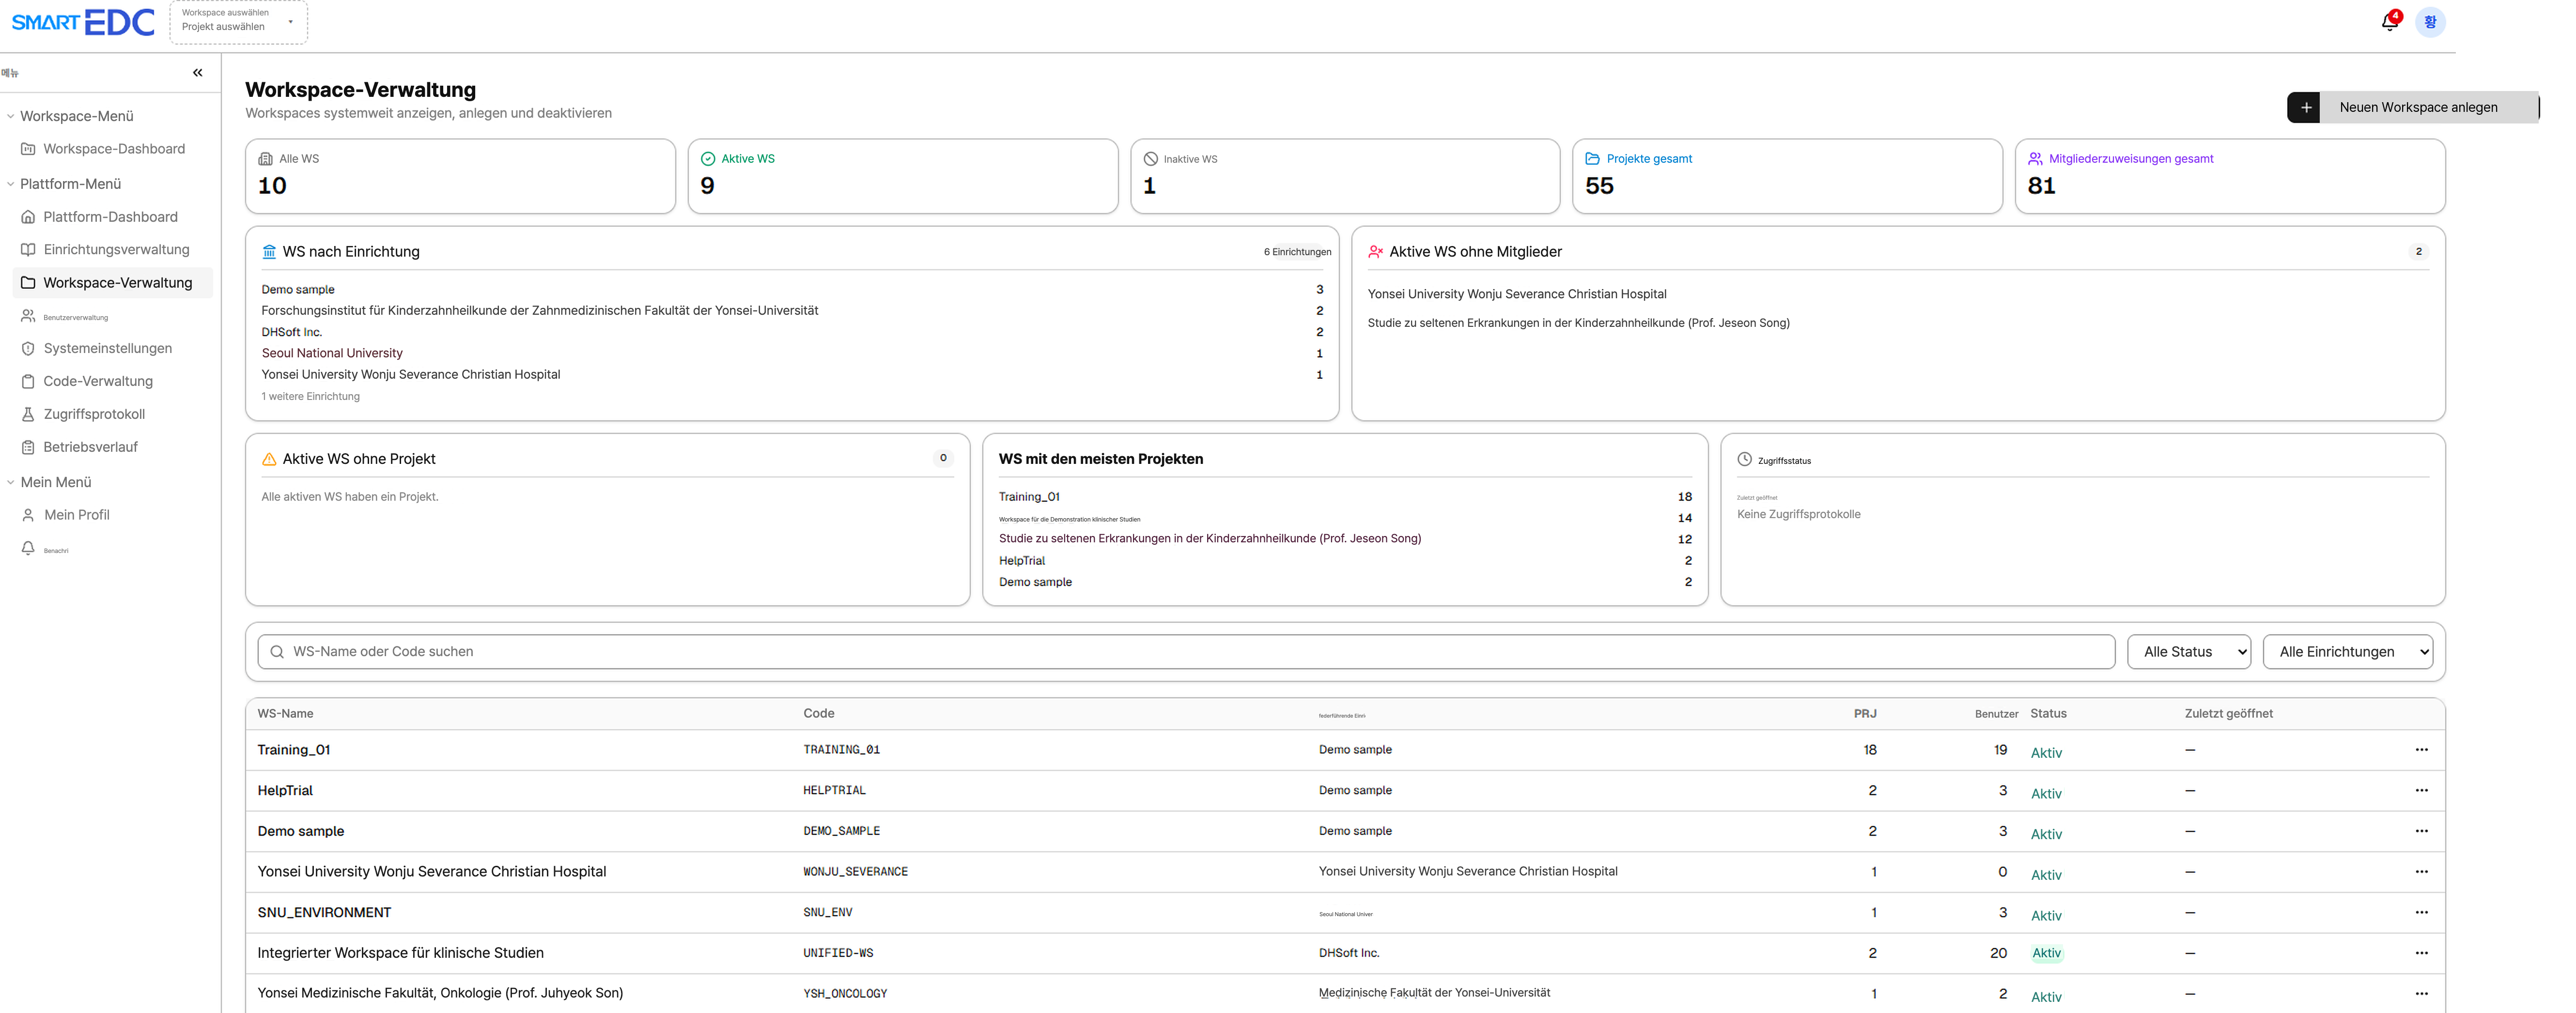 SMART EDC
Workspace auswählen
Projekt auswählen
4
황
메뉴
Workspace-Menü
Workspace-Dashboard
Plattform-Menü
Plattform-Dashboard
Einrichtungsverwaltung
Workspace-Verwaltung
Benutzerverwaltung
Systemeinstellungen
Code-Verwaltung
Zugriffsprotokoll
Betriebsverlauf
Mein Menü
Mein Profil
Benachri
Workspace-Verwaltung
Workspaces systemweit anzeigen, anlegen und deaktivieren
+ Neuen Workspace anlegen
Alle WS
10
Aktive WS
9
Inaktive WS
1
Projekte gesamt
55
Mitgliederzuweisungen gesamt
81
WS nach Einrichtung 6 Einrichtungen
Demo sample 3
Forschungsinstitut für Kinderzahnheilkunde der Zahnmedizinischen Fakultät der Yonsei-Universität 2
DHSoft Inc. 2
Seoul National University 1
Yonsei University Wonju Severance Christian Hospital 1
1 weitere Einrichtung
Aktive WS ohne Mitglieder 2
Yonsei University Wonju Severance Christian Hospital
Studie zu seltenen Erkrankungen in der Kinderzahnheilkunde (Prof. Jeseon Song)
Aktive WS ohne Projekt 0
Alle aktiven WS haben ein Projekt.
WS mit den meisten Projekten
Training_01 18
Workspace für die Demonstration klinischer Studien 14
Studie zu seltenen Erkrankungen in der Kinderzahnheilkunde (Prof. Jeseon Song) 12
HelpTrial 2
Demo sample 2
Zugriffsstatus
Zuletzt geöffnet
Keine Zugriffsprotokolle
WS-Name oder Code suchen
Alle Status
Alle Einrichtungen
WS-Name Code federführende Einri- PRJ Benutzer Status Zuletzt geöffnet
Training_01 TRAINING_01 Demo sample 18 19 Aktiv — ...
HelpTrial HELPTRIAL Demo sample 2 3 Aktiv — ...
Demo sample DEMO_SAMPLE Demo sample 2 3 Aktiv — ...
Yonsei University Wonju Severance Christian Hospital WONJU_SEVERANCE Yonsei University Wonju Severance Christian Hospital 1 0 Aktiv — ...
SNU_ENVIRONMENT SNU_ENV Seoul National Univer 1 3 Aktiv — ...
Integrierter Workspace für klinische Studien UNIFIED-WS DHSoft Inc. 2 20 Aktiv — ...
Yonsei Medizinische Fakultät, Onkologie (Prof. Juhyeok Son) YSH_ONCOLOGY Medizinische Fakultät der Yonsei-Universität 1 2 Aktiv — ...